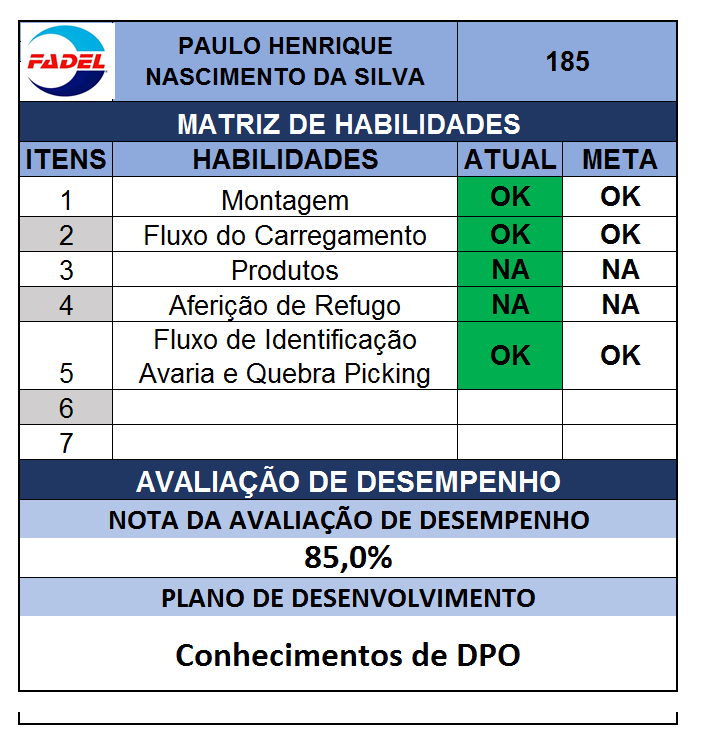 FADEL
PAULO HENRIQUE
NASCIMENTO DA SILVA
185
MATRIZ DE HABILIDADES
ITENS HABILIDADES ATUAL META
1 Montagem OK OK
2 Fluxo do Carregamento OK OK
3 Produtos NA NA
4 Aferição de Refugo NA NA
5 Fluxo de Identificação
Avaria e Quebra Picking OK OK
6
7
AVALIAÇÃO DE DESEMPENHO
NOTA DA AVALIAÇÃO DE DESEMPENHO
85,0%
PLANO DE DESENVOLVIMENTO
Conhecimentos de DPO